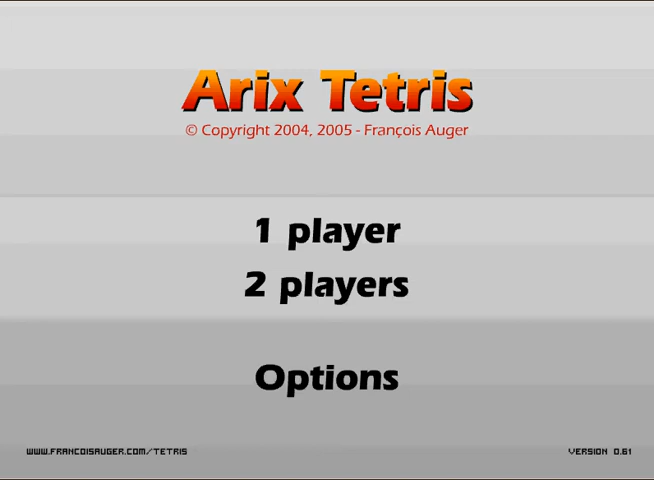 Arix Tetris
© Copyright 2004, 2005 - François Auger
1 player
2 players
Options
WWW.FRANCOISAUGER.COM/TETRIS
VERSION 0.61